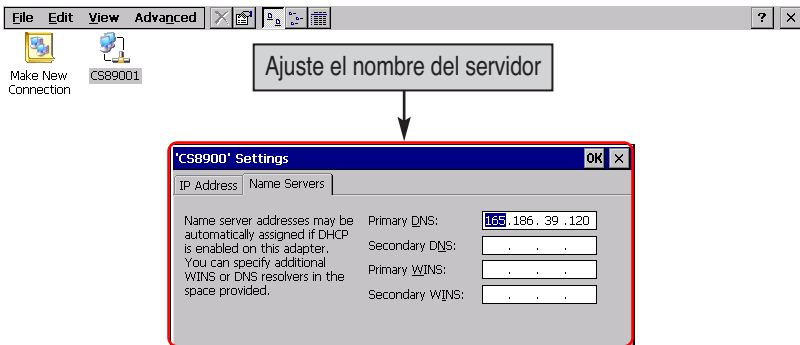 File Edit View Advanced ? ×
Make New
Connection
CS89001
Ajuste el nombre del servidor
'CS8900' Settings OK ×
IP Address Name Servers
Name server addresses may be
automatically assigned if DHCP
is enabled on this adapter.
You can specify additional
WINS or DNS resolvers in the
space provided.
Primary DNS: 165 .186. 39 .120
Secondary DNS: . . .
Primary WINS: . . .
Secondary WINS: . . .